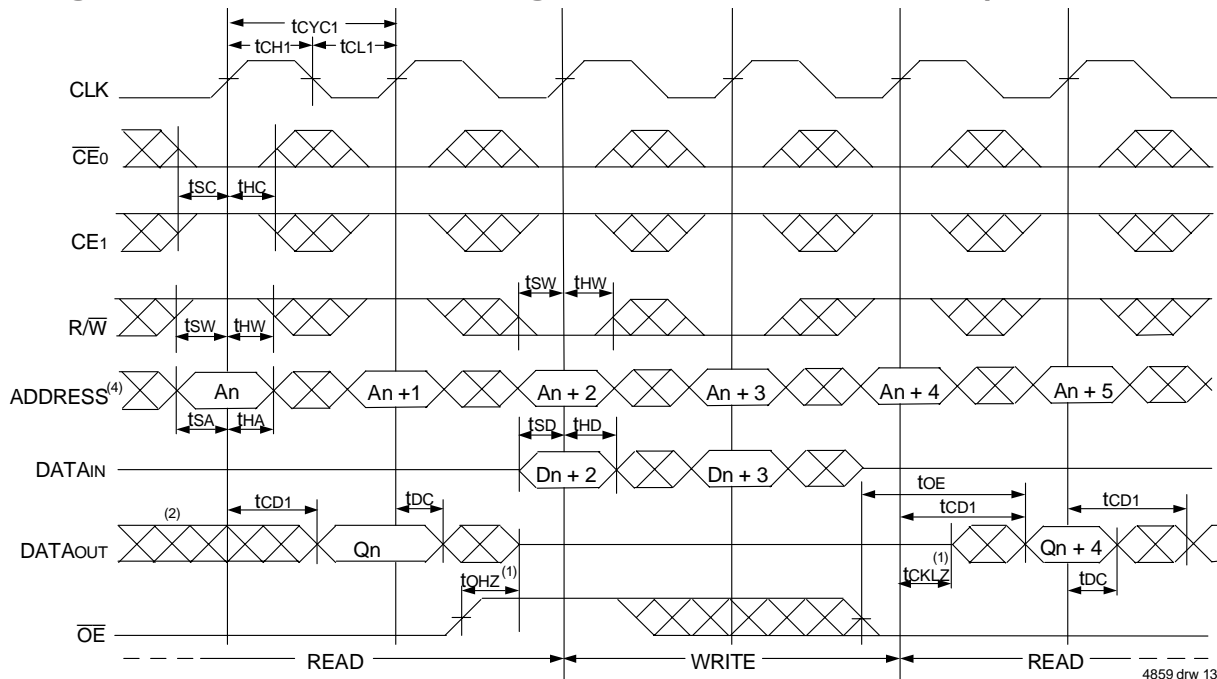 tCYC1
tCH1 tCL1
CLK
CE0
tSC tHC
CE1
tSW tHW
R/W
tSW tHW
ADDRESS(4) An An +1 An + 2 An + 3 An + 4 An + 5
tSA tHA
tSD tHD
DATAIN Dn + 2 Dn + 3
tOE
(2) tCD1 tDC tCD1 tCD1
DATAOUT Qn Qn + 4
tOHZ(1) tCKLZ(1) tDC
OE
READ WRITE READ
4859 drw 13